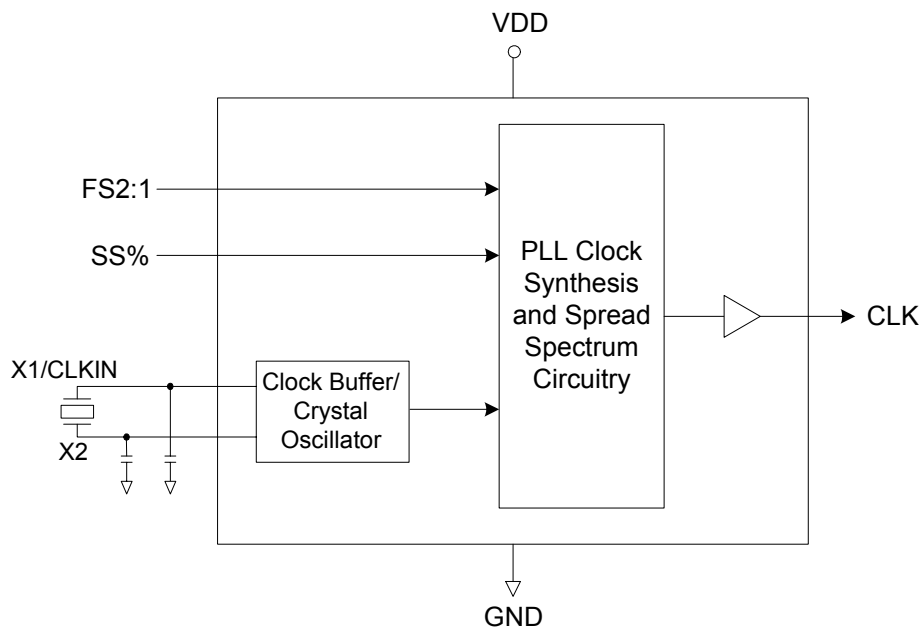 VDD
FS2:1
SS%
PLL Clock
Synthesis
and Spread
Spectrum
Circuitry
CLK
X1/CLKIN
X2
Clock Buffer/
Crystal
Oscillator
GND